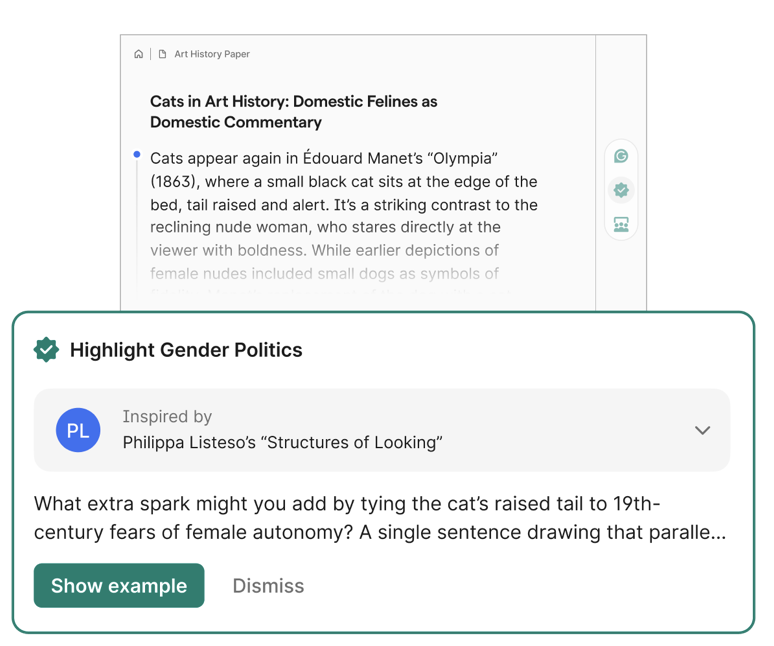 Art History Paper
Cats in Art History: Domestic Felines as
Domestic Commentary
Cats appear again in Édouard Manet’s “Olympia”
(1863), where a small black cat sits at the edge of the
bed, tail raised and alert. It’s a striking contrast to the
reclining nude woman, who stares directly at the
viewer with boldness. While earlier depictions of
female nudes included small dogs as symbols of
Highlight Gender Politics
PL
Inspired by
Philippa Listeso’s “Structures of Looking”
What extra spark might you add by tying the cat’s raised tail to 19th-
century fears of female autonomy? A single sentence drawing that paralle...
Show example
Dismiss